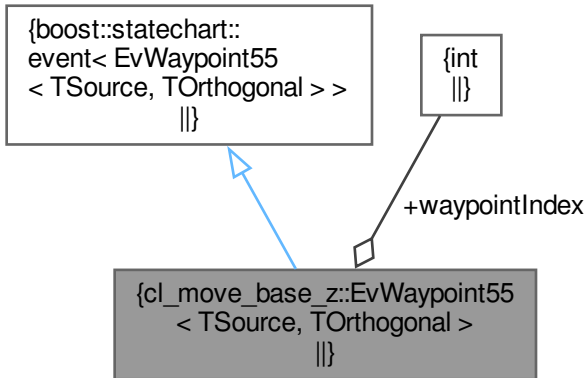 {boost::statechart::
event< EvWaypoint55
< TSource, TOrthogonal > >
||}
{int
||}
+waypointIndex
{cl_move_base_z::EvWaypoint55
< TSource, TOrthogonal >
||}